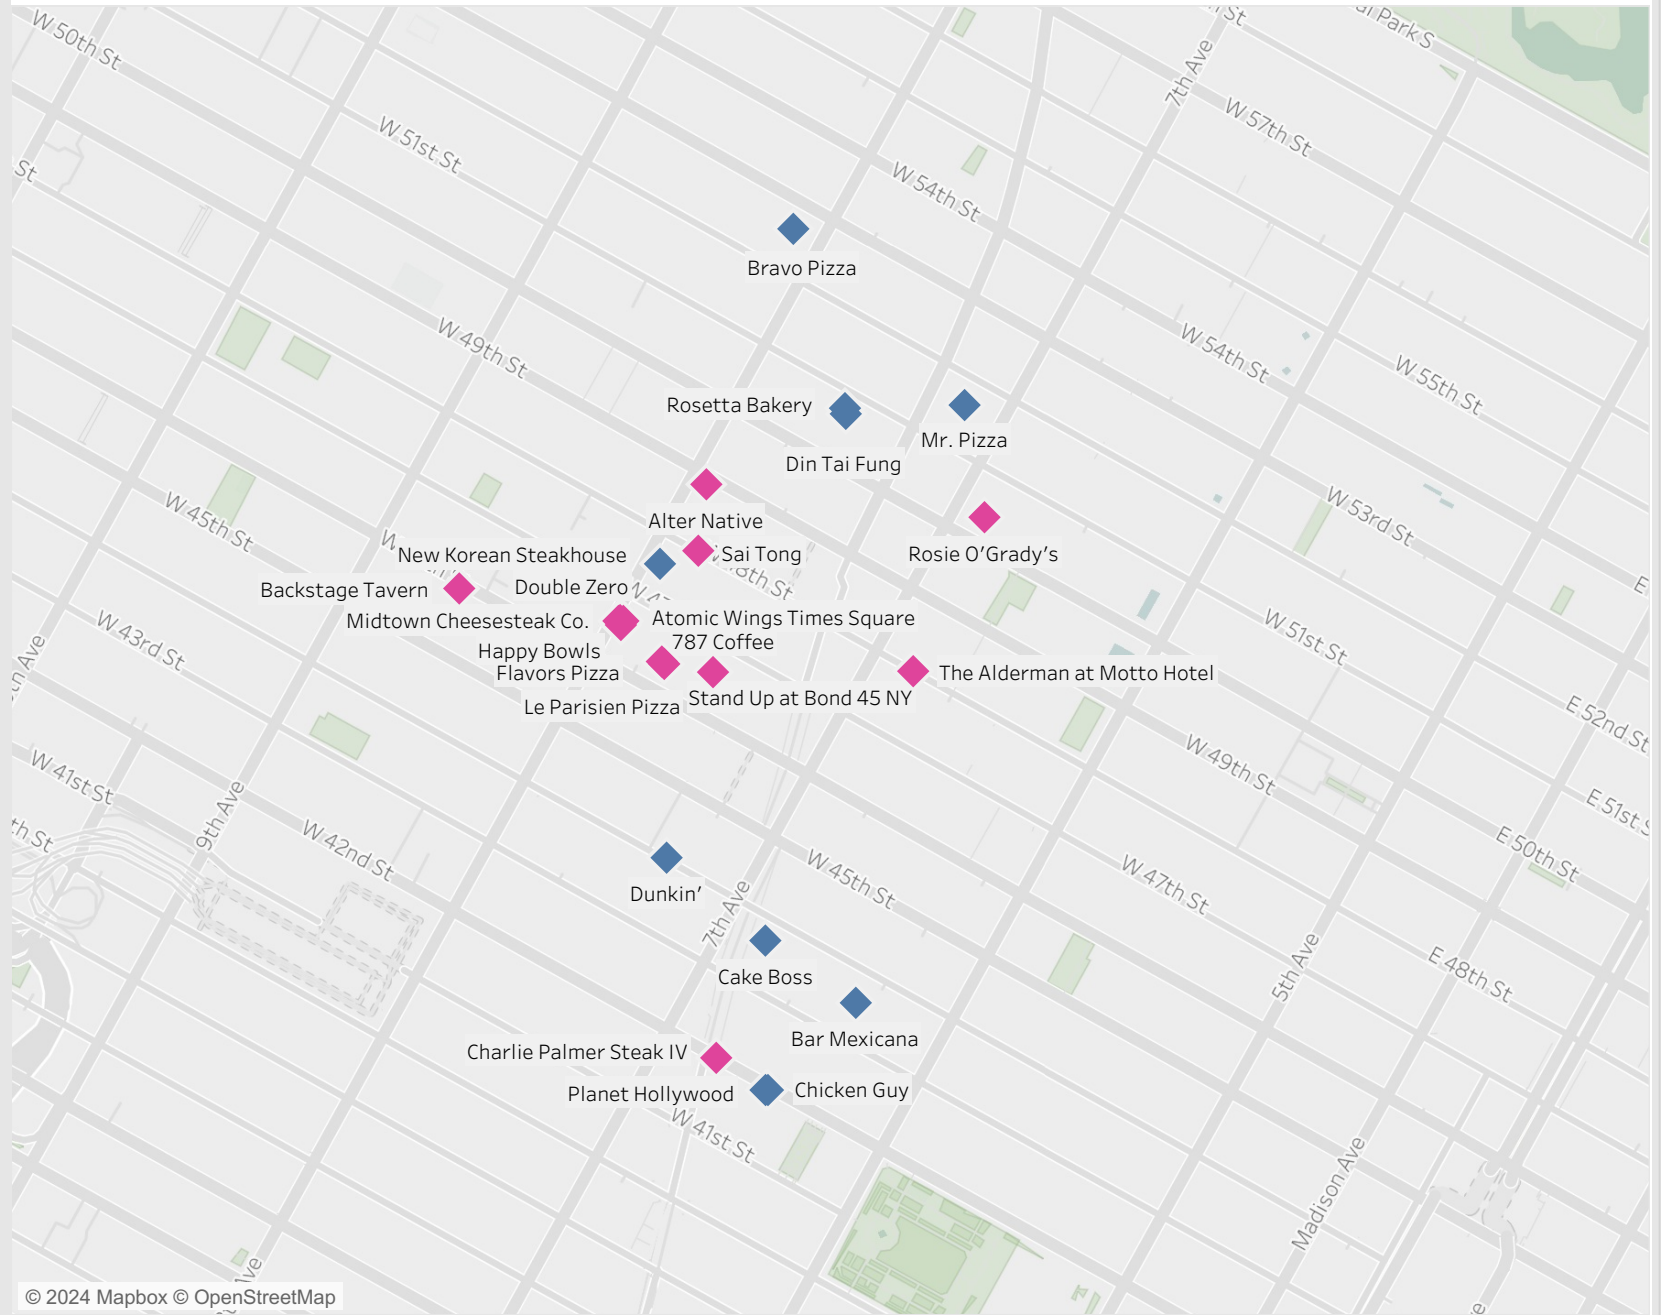 W 50th St
al Park S
7th Ave
W 57th St
W 51st St
St
W 54th St
Bravo Pizza
W 49th St
W 54th St
W 55th St
Rosetta Bakery
Mr. Pizza
Din Tai Fung
W 45th St
W 53rd St
Alter Native
New Korean Steakhouse
Sai Tong
Rosie O'Grady's
Backstage Tavern
Double Zero
Midtown Cheesesteak Co.
Atomic Wings Times Square
787 Coffee
Happy Bowls
Flavors Pizza
W 43rd St
W 51st St
The Alderman at Motto Hotel
Stand Up at Bond 45 NY
Le Parisien Pizza
E 52nd St
W 41st St
W 49th St
9th Ave
W 42nd St
E 51st S
E 50th St
W 45th St
W 47th St
Dunkin'
7th Ave
Cake Boss
5th Ave
E 48th St
Bar Mexicana
Charlie Palmer Steak IV
Planet Hollywood
Chicken Guy
W 41st St
Madison Ave
© 2024 Mapbox © OpenStreetMap